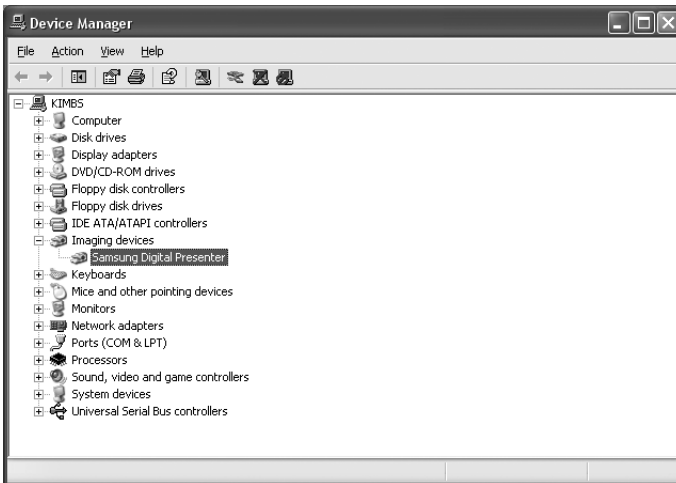 Device Manager
File Action View Help
KIMBS
Computer
Disk drives
Display adapters
DVD/CD-ROM drives
Floppy disk controllers
Floppy disk drives
IDE ATA/ATAPI controllers
Imaging devices
Samsung Digital Presenter
Keyboards
Mice and other pointing devices
Monitors
Network adapters
Ports (COM & LPT)
Processors
Sound, video and game controllers
System devices
Universal Serial Bus controllers